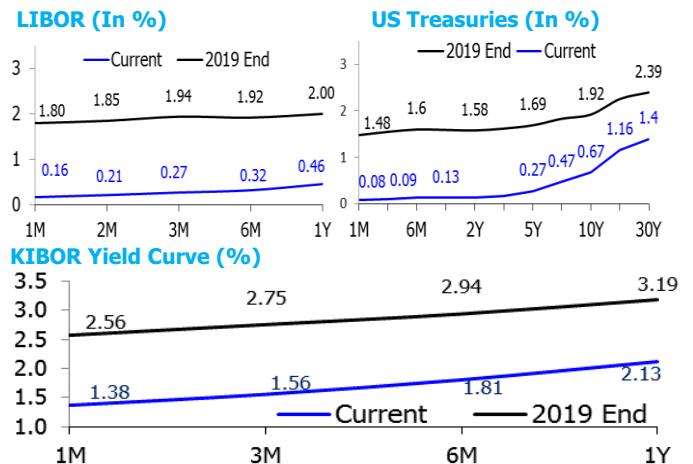 LIBOR (In %)
Current 2019 End
3
2
1
0
1.80 1.85 1.94 1.92 2.00
0.16 0.21 0.27 0.32 0.46
1M 2M 3M 6M 1Y
US Treasuries (In %)
2019 End Current
3
2
1
0
1.48 1.6 1.58 1.69 1.92 2.39
0.08 0.09 0.13 0.27 0.47 0.67 1.16 1.4
1M 6M 2Y 5Y 10Y 30Y
KIBOR Yield Curve (%)
3.5
3.0
2.5
2.0
1.5
1.0
2.56 2.75 2.94 3.19
1.38 1.56 1.81 2.13
Current 2019 End
1M 3M 6M 1Y